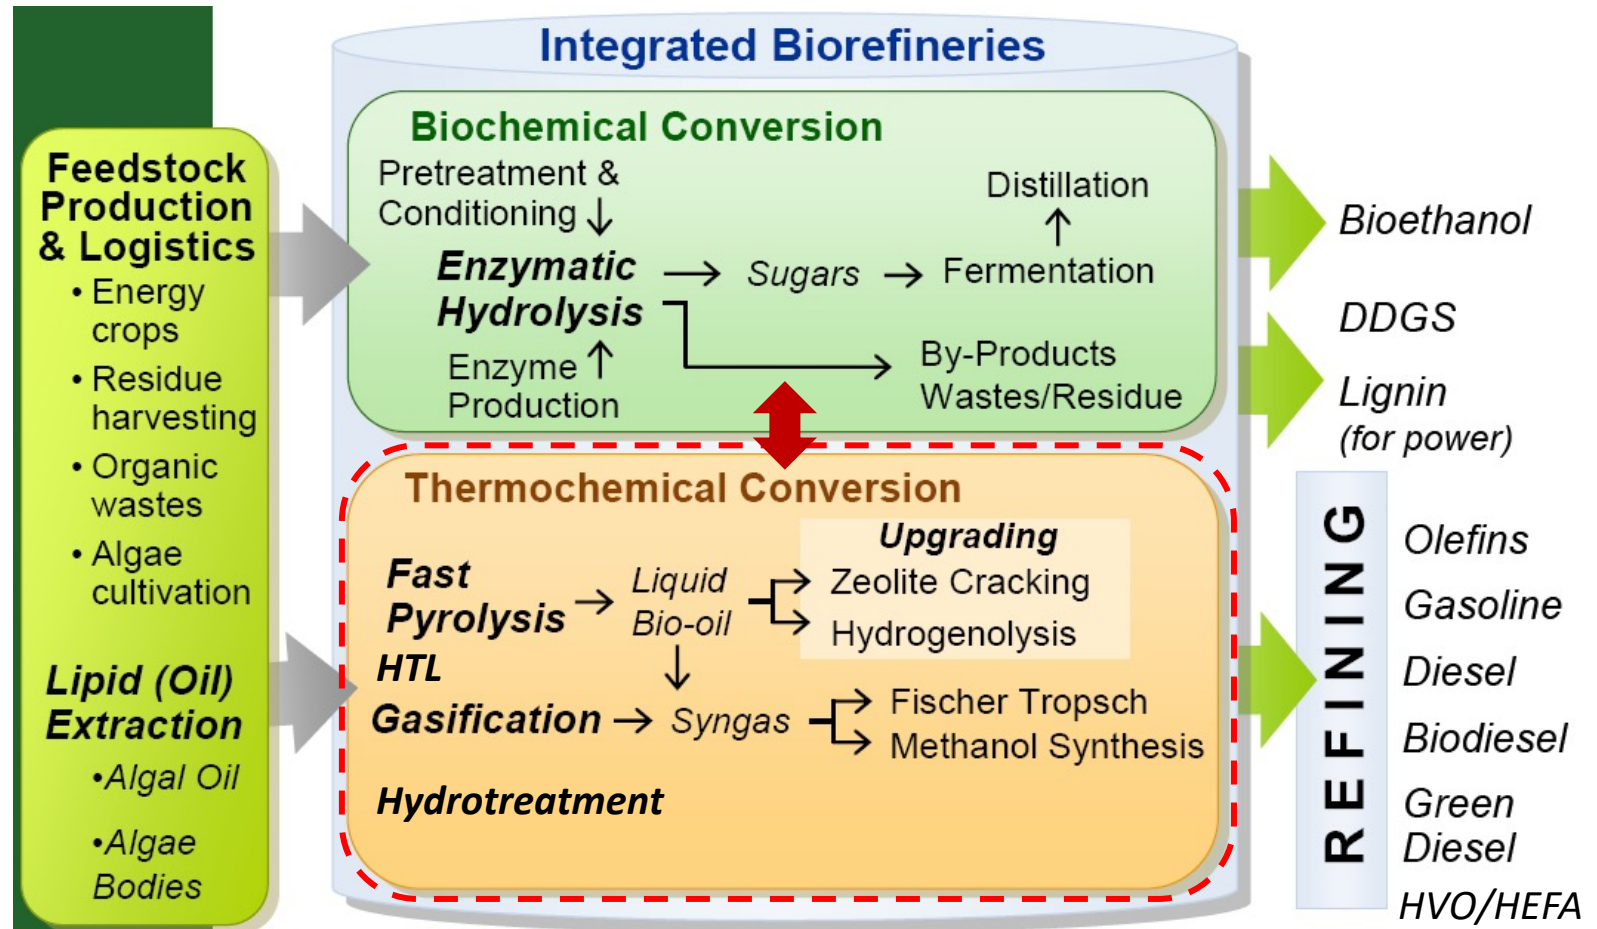 Integrated Biorefineries
Feedstock
Production
& Logistics
• Energy
crops
• Residue
harvesting
• Organic
wastes
• Algae
cultivation
Lipid (Oil)
Extraction
•Algal Oil
•Algae
Bodies
Biochemical Conversion
Pretreatment &
Conditioning
Enzymatic
Hydrolysis
Enzyme
Production
Sugars
Fermentation
Distillation
By-Products
Wastes/Residue
Thermochemical Conversion
Fast
Pyrolysis
HTL
Liquid
Bio-oil
Upgrading
Zeolite Cracking
Hydrogenolysis
Gasification
Syngas
Fischer Tropsch
Methanol Synthesis
Hydrotreatment
Bioethanol
DDGS
Lignin
(for power)
REFINING
Olefins
Gasoline
Diesel
Biodiesel
Green
Diesel
HVO/HEFA